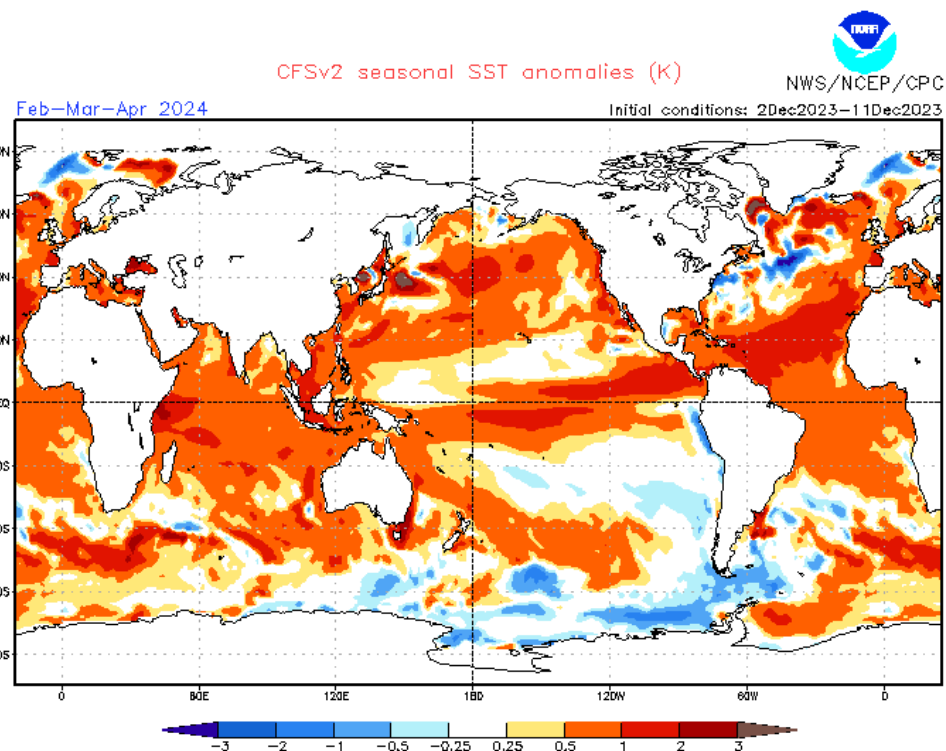 NOAA
CFSv2 seasonal SST anomalies (K)
NWS/NCEP/CPC
Feb-Mar-Apr 2024
Initial conditions: 2Dec2023-11Dec2023
EQ
0
60E
120E
180
120W
60W
0
-3
-2
-1
-0.5
-0.25
0.25
0.5
1
2
3